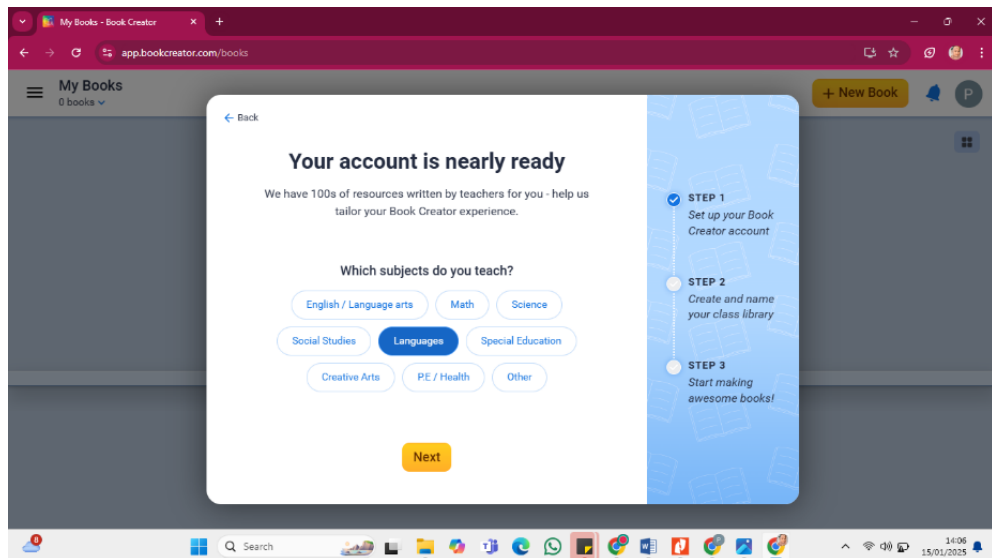 My Books - Book Creator
app.bookcreator.com/books
My Books
0 books
+ New Book
P
← Back
Your account is nearly ready
We have 100s of resources written by teachers for you - help us
tailor your Book Creator experience.
Which subjects do you teach?
English / Language arts
Math
Science
Social Studies
Languages
Special Education
Creative Arts
P.E / Health
Other
Next
STEP 1
Set up your Book
Creator account
STEP 2
Create and name
your class library
STEP 3
Start making
awesome books!
8
Search
14:06
15/01/2025